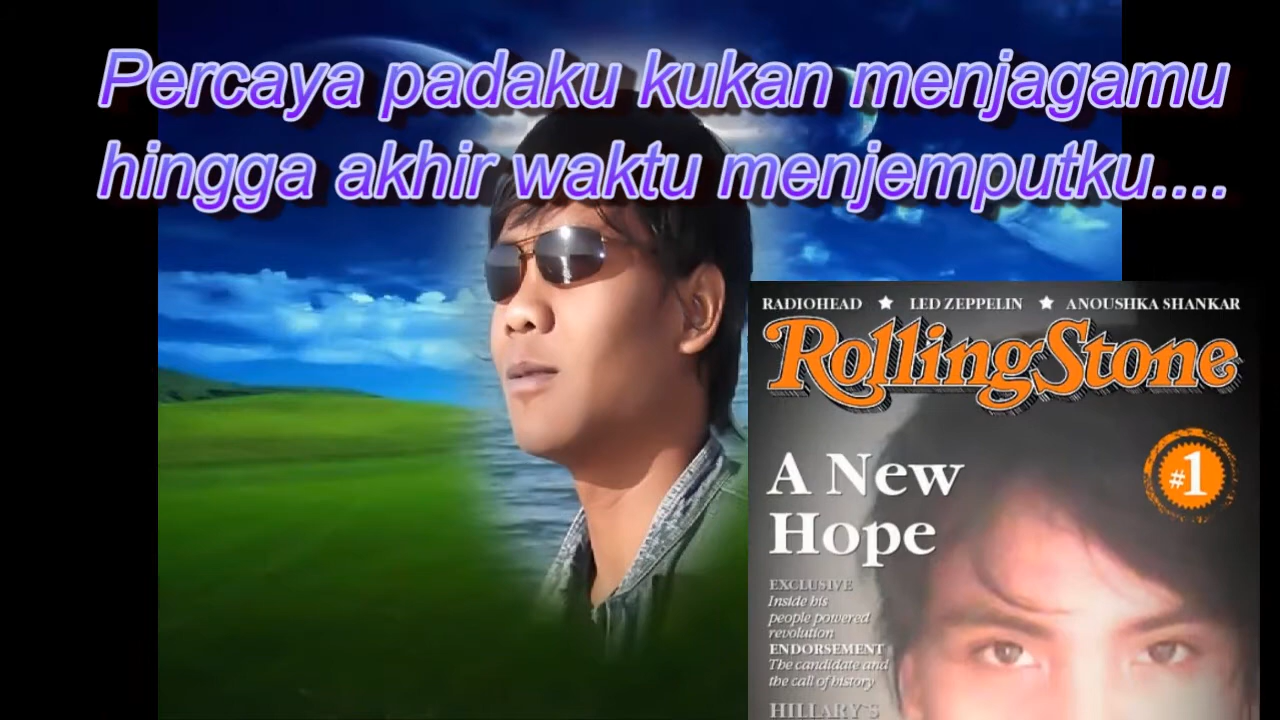 Percaya padaku kukan menjagamu
hingga akhir waktu menjemputku....
RADIOHEAD ★ LED ZEPPELIN ★ ANOUSHKA SHANKAR
RollingStone
A New
Hope
#1
EXCLUSIVE
Inside his
people powered
revolution
ENDORSEMENT
The candidate and
the call of history
HILLARY'S